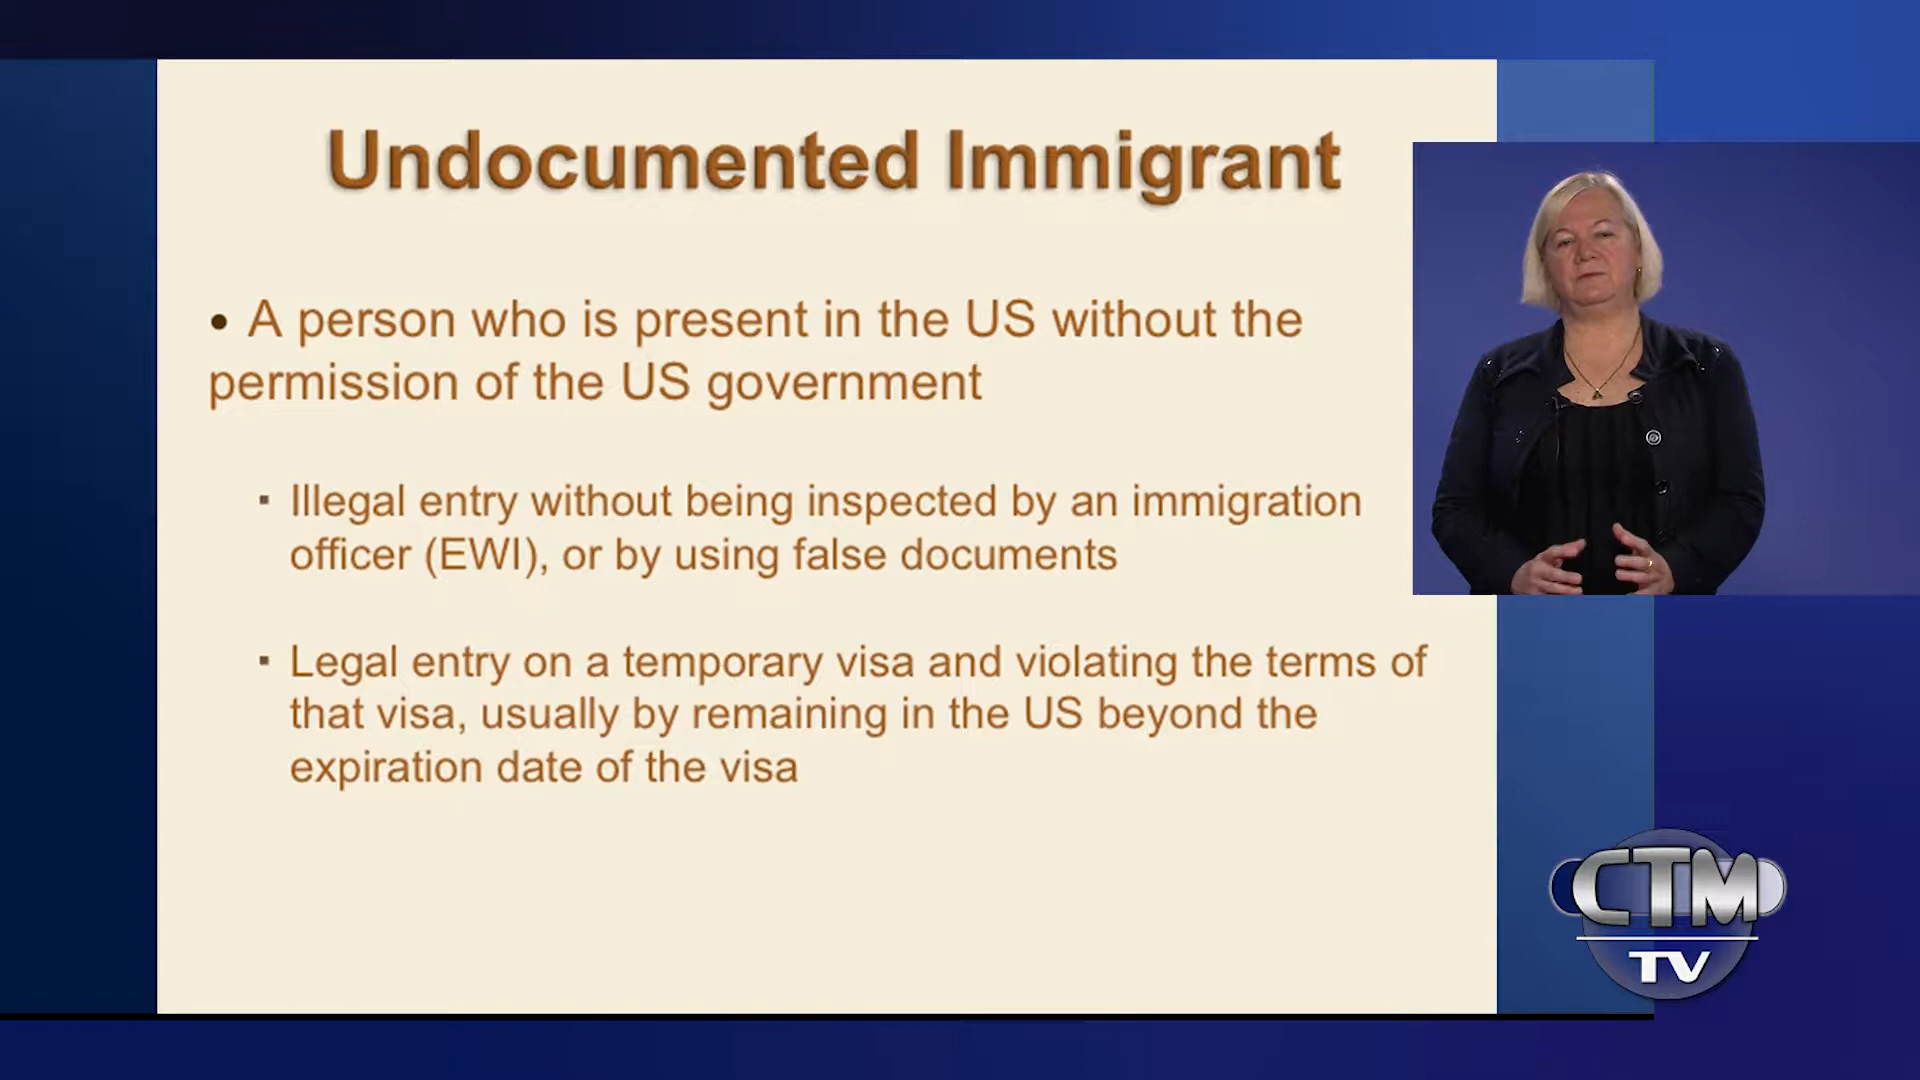 Undocumented Immigrant
• A person who is present in the US without the
permission of the US government
▪ Illegal entry without being inspected by an immigration
officer (EWI), or by using false documents
▪ Legal entry on a temporary visa and violating the terms of
that visa, usually by remaining in the US beyond the
expiration date of the visa
CTM
TV